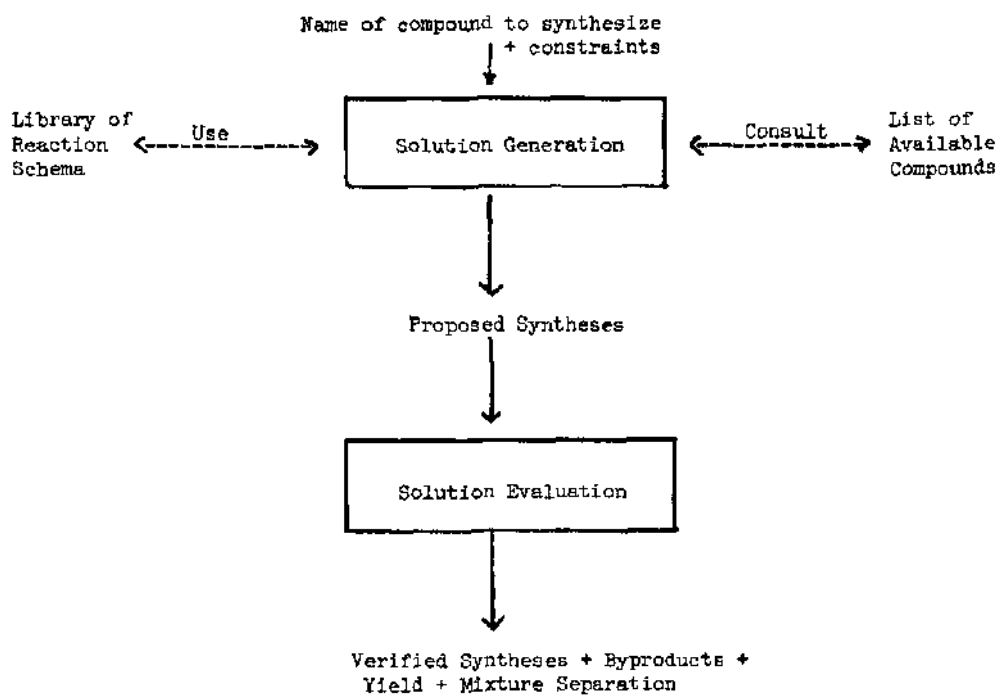 Name of compound to synthesize
+ constraints
Library of
Reaction
Schema
Use
Solution Generation
Consult
List of
Available
Compounds
Proposed Syntheses
Solution Evaluation
Verified Syntheses + Byproducts +
Yield + Mixture Separation